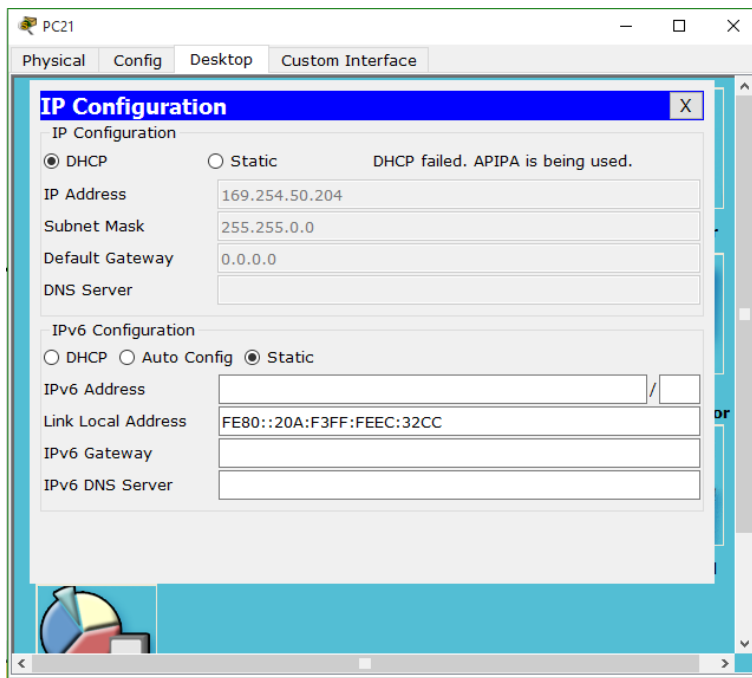 PC21
Physical Config Desktop Custom Interface
IP Configuration X
IP Configuration
DHCP Static DHCP failed. APIPA is being used.
IP Address 169.254.50.204
Subnet Mask 255.255.0.0
Default Gateway 0.0.0.0
DNS Server
IPv6 Configuration
DHCP Auto Config Static
IPv6 Address /
Link Local Address FE80::20A:F3FF:FEEC:32CC
IPv6 Gateway
IPv6 DNS Server
or